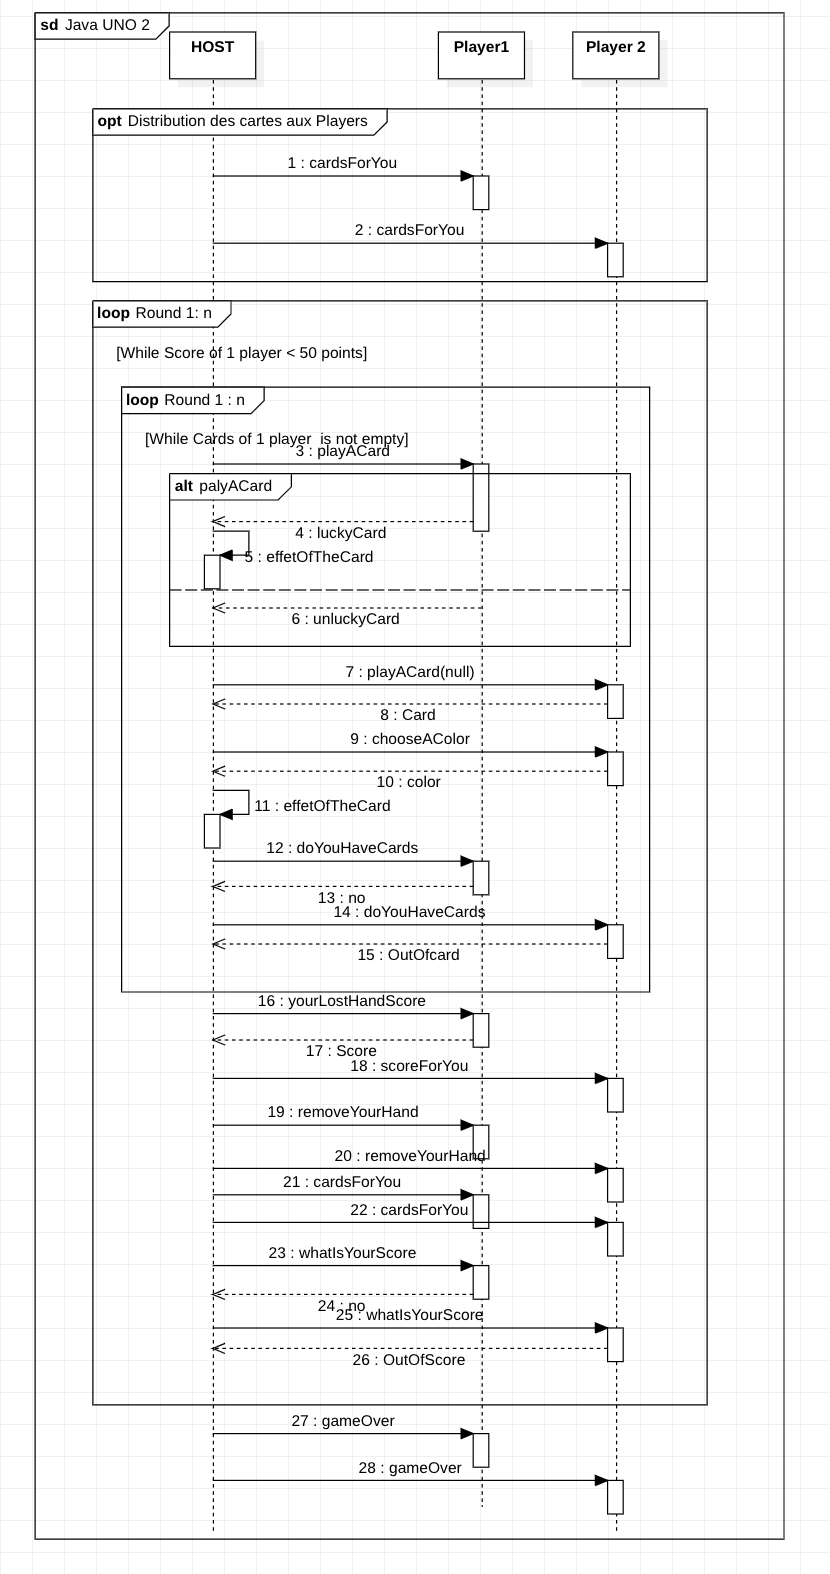 sd Java UNO 2
HOST
Player1
Player 2
opt Distribution des cartes aux Players
1 : cardsForYou
2 : cardsForYou
loop Round 1: n
[While Score of 1 player < 50 points]
loop Round 1 : n
[While Cards of 1 player  is not empty]
3 : playACard
alt palyACard
4 : luckyCard
5 : effetOfTheCard
6 : unluckyCard
7 : playACard(null)
8 : Card
9 : chooseAColor
10 : color
11 : effetOfTheCard
12 : doYouHaveCards
13 : no
14 : doYouHaveCards
15 : OutOfcard
16 : yourLostHandScore
17 : Score
18 : scoreForYou
19 : removeYourHand
20 : removeYourHand
21 : cardsForYou
22 : cardsForYou
23 : whatIsYourScore
24 : no
25 : whatIsYourScore
26 : OutOfScore
27 : gameOver
28 : gameOver